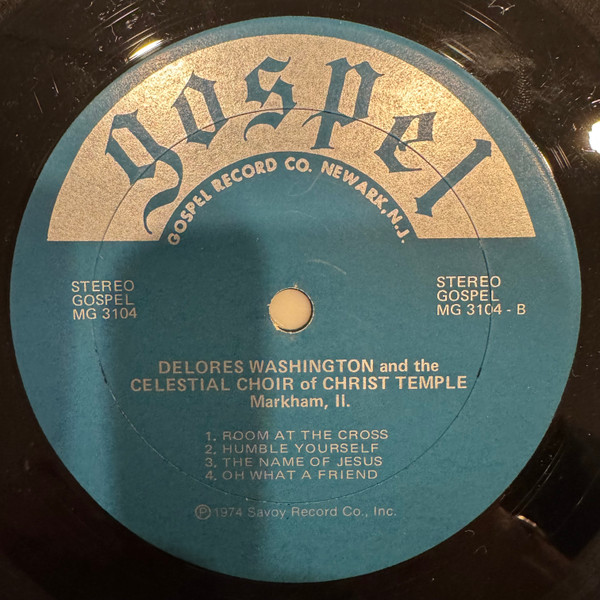 gospel
GOSPEL RECORD CO. NEWARK, N.J.
STEREO
GOSPEL
MG 3104
STEREO
GOSPEL
MG 3104 - B
DELORES WASHINGTON and the
CELESTIAL CHOIR of CHRIST TEMPLE
Markham, Il.
1. ROOM AT THE CROSS
2. HUMBLE YOURSELF
3. THE NAME OF JESUS
4. OH WHAT A FRIEND
Ⓟ1974 Savoy Record Co., Inc.